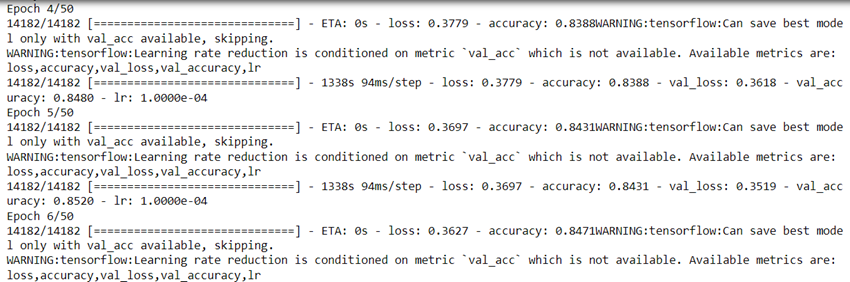 Epoch 4/50
14182/14182 [==============================] - ETA: 0s - loss: 0.3779 - accuracy: 0.8388WARNING:tensorflow:Can save best mode
l only with val_acc available, skipping.
WARNING:tensorflow:Learning rate reduction is conditioned on metric `val_acc` which is not available. Available metrics are:
loss,accuracy,val_loss,val_accuracy,lr
14182/14182 [==============================] - 1338s 94ms/step - loss: 0.3779 - accuracy: 0.8388 - val_loss: 0.3618 - val_acc
uracy: 0.8480 - lr: 1.0000e-04
Epoch 5/50
14182/14182 [==============================] - ETA: 0s - loss: 0.3697 - accuracy: 0.8431WARNING:tensorflow:Can save best mode
l only with val_acc available, skipping.
WARNING:tensorflow:Learning rate reduction is conditioned on metric `val_acc` which is not available. Available metrics are:
loss,accuracy,val_loss,val_accuracy,lr
14182/14182 [==============================] - 1338s 94ms/step - loss: 0.3697 - accuracy: 0.8431 - val_loss: 0.3519 - val_acc
uracy: 0.8520 - lr: 1.0000e-04
Epoch 6/50
14182/14182 [==============================] - ETA: 0s - loss: 0.3627 - accuracy: 0.8471WARNING:tensorflow:Can save best mode
l only with val_acc available, skipping.
WARNING:tensorflow:Learning rate reduction is conditioned on metric `val_acc` which is not available. Available metrics are:
loss,accuracy,val_loss,val_accuracy,lr